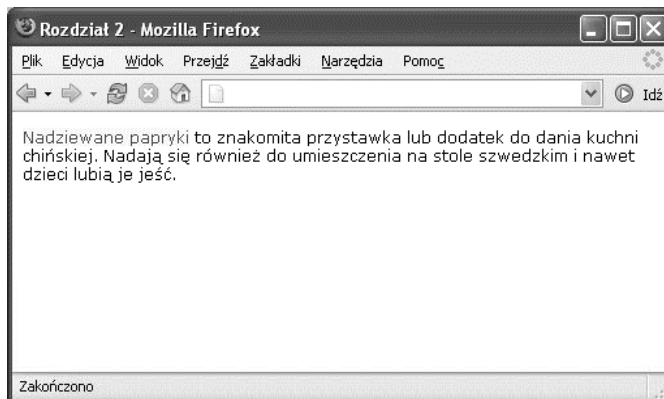 Rozdział 2 - Mozilla Firefox
Plik Edycja Widok Przejdź Zakładki Narzędzia Pomoc
Idź
Nadziewane papryki to znakomita przystawka lub dodatek do dania kuchni
chińskiej. Nadają się również do umieszczenia na stole szwedzkim i nawet
dzieci lubią je jeść.
Zakończono